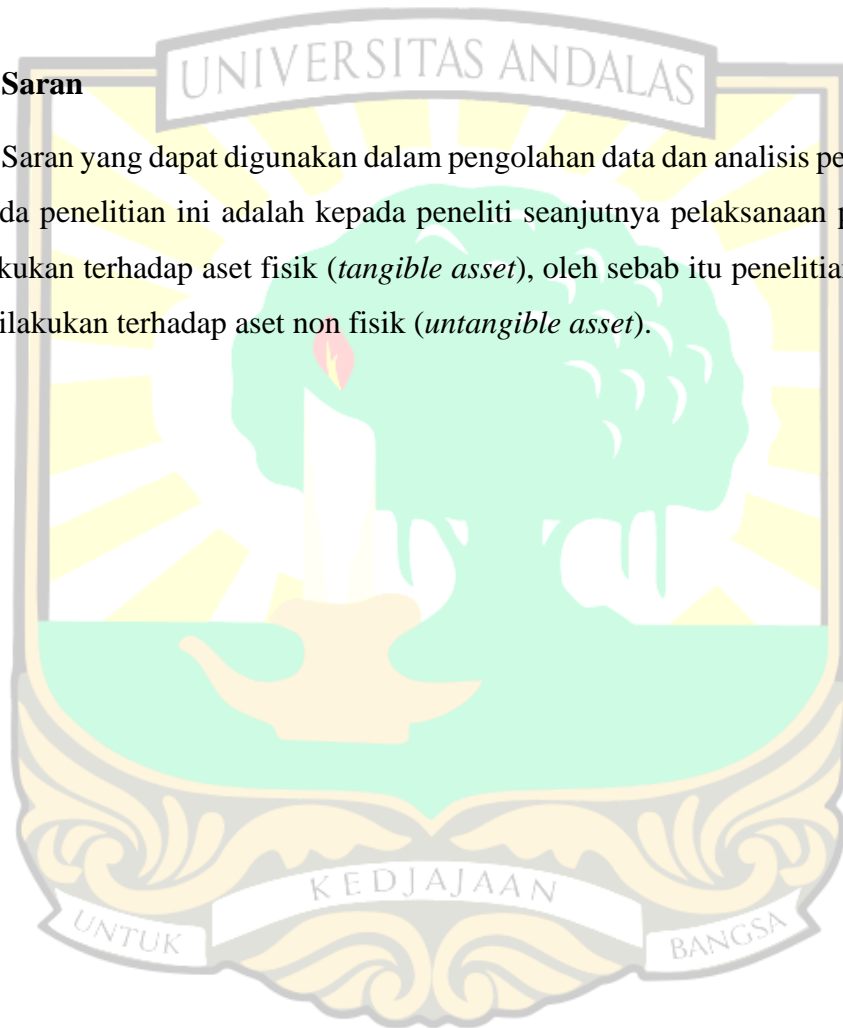 UNIVERSITAS ANDALAS
Saran
Saran yang dapat digunakan dalam pengolahan data dan analisis pe
da penelitian ini adalah kepada peneliti seanjutnya pelaksanaan p
kukan terhadap aset fisik (tangible asset), oleh sebab itu penelitian
ilakukan terhadap aset non fisik (untangible asset).
KEDJAJAAN
UNTUK
BANGSA